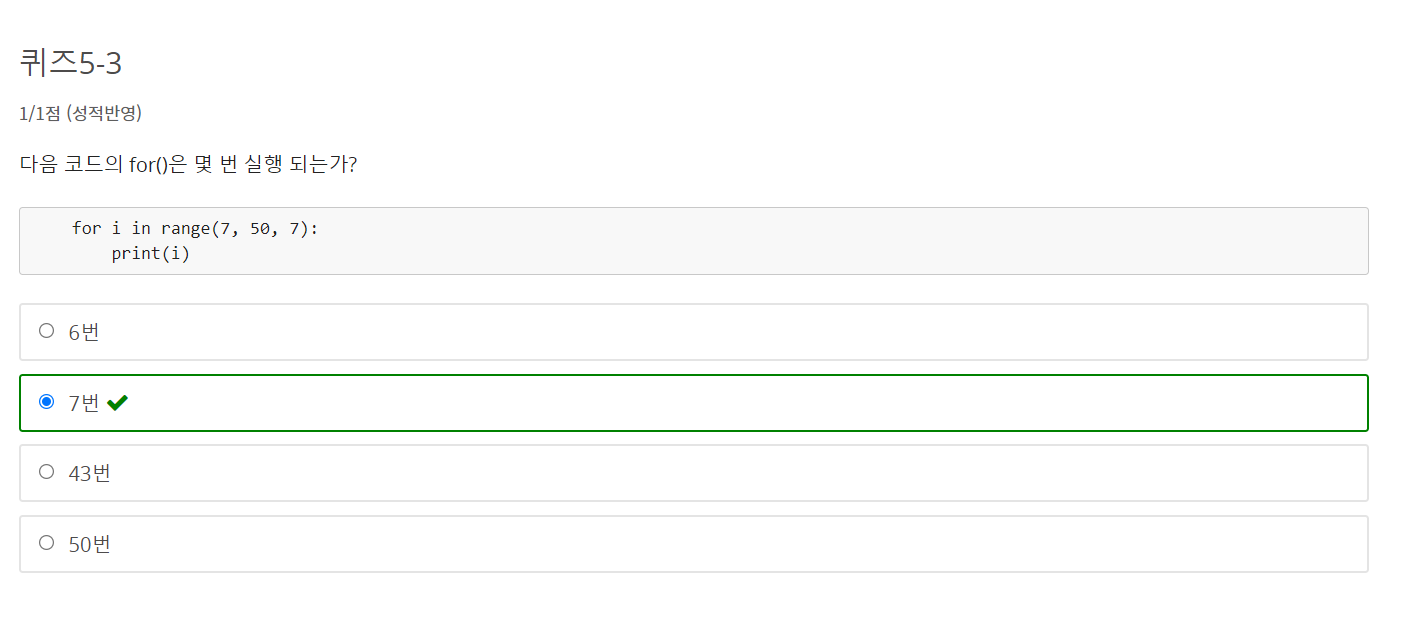 퀴즈5-3
1/1점 (성적반영)
다음 코드의 for()은 몇 번 실행 되는가?
for i in range(7, 50, 7):
    print(i)
6번
7번
43번
50번